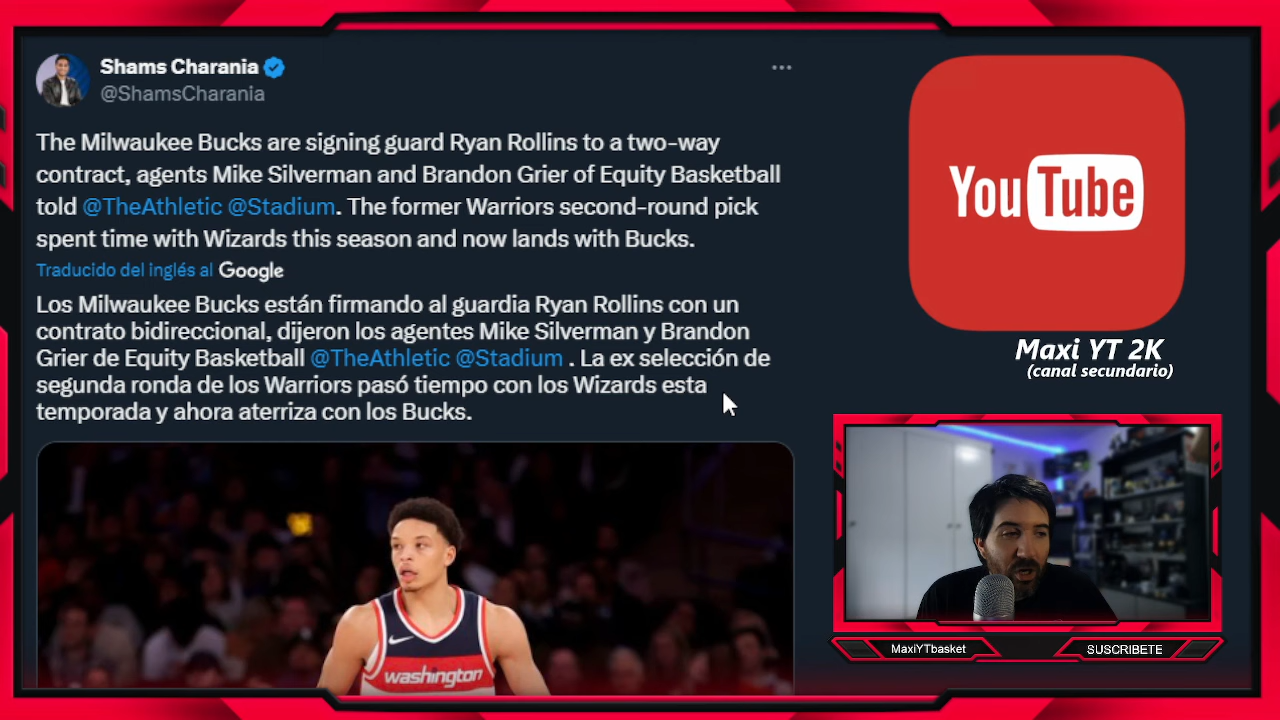 Shams Charania
@ShamsCharania
The Milwaukee Bucks are signing guard Ryan Rollins to a two-way
contract, agents Mike Silverman and Brandon Grier of Equity Basketball
told @TheAthletic @Stadium. The former Warriors second-round pick
spent time with Wizards this season and now lands with Bucks.
Traducido del inglés al Google
Los Milwaukee Bucks están firmando al guardia Ryan Rollins con un
contrato bidireccional, dijeron los agentes Mike Silverman y Brandon
Grier de Equity Basketball @TheAthletic @Stadium . La ex selección de
segunda ronda de los Warriors pasó tiempo con los Wizards esta
temporada y ahora aterriza con los Bucks.
washington
YouTube
Maxi YT 2K
(canal secundario)
MaxiYTbasket
SUSCRIBETE